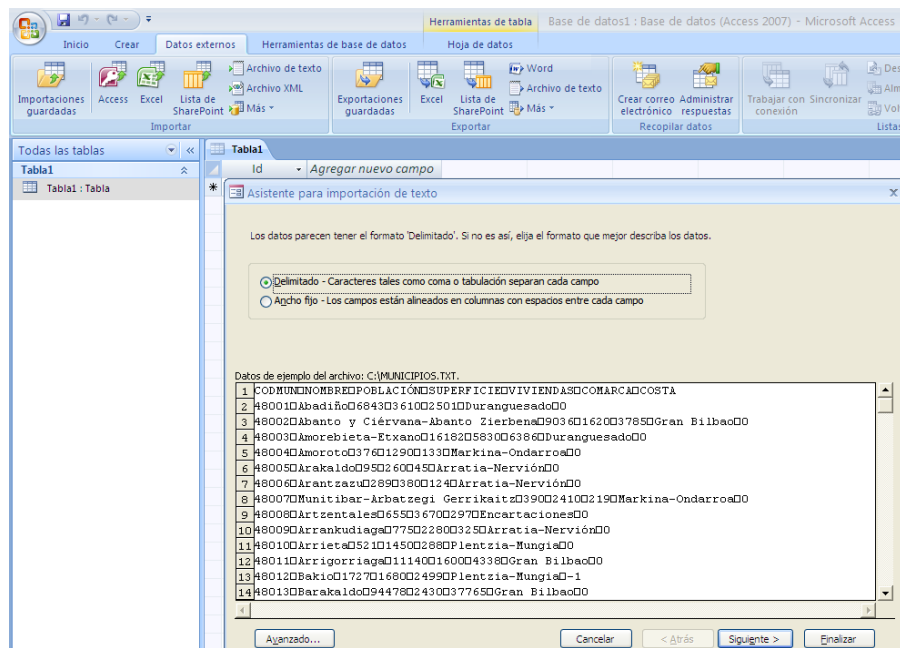 Herramientas de tabla Base de datos1 : Base de datos (Access 2007) - Microsoft Access
Inicio Crear Datos externos Herramientas de base de datos Hoja de datos
Importaciones guardadas
Access
Excel
Lista de SharePoint
Archivo de texto
Archivo XML
Más
Importar
Exportaciones guardadas
Excel
Lista de SharePoint
Word
Archivo de texto
Más
Exportar
Crear correo electrónico
Administrar respuestas
Recopilar datos
Trabajar con conexión
Sincronizar
Des
Alm
Vol
Listas
Todas las tablas
Tabla1
Tabla1 : Tabla
Tabla1
Id Agregar nuevo campo
*
Asistente para importación de texto x
Los datos parecen tener el formato 'Delimitado'. Si no es así, elija el formato que mejor describa los datos.
Delimitado - Caracteres tales como coma o tabulación separan cada campo
Ancho fijo - Los campos están alineados en columnas con espacios entre cada campo
Datos de ejemplo del archivo: C:\MUNICIPIOS.TXT.
1 CODMUN□NOMBRE□POBLACIÓN□SUPERFICIE□VIVIENDAS□COMARCA□COSTA
2 48001□Abadiño□6843□3610□2501□Duranguesado□0
3 48002□Abanto y Ciérvana-Abanto Zierbena□9036□1620□3785□Gran Bilbao□0
4 48003□Amorebieta-Etxano□16182□5830□6386□Duranguesado□0
5 48004□Amoroto□376□1290□133□Markina-Ondarroa□0
6 48005□Arakaldo□95□260□45□Arratia-Nervión□0
7 48006□Arantzazu□289□380□124□Arratia-Nervión□0
8 48007□Munitibar-Arbatzegi Gerrikaitz□390□2410□219□Markina-Ondarroa□0
9 48008□Artzentales□655□3670□297□Encartaciones□0
10 48009□Arrankudiaga□775□2280□325□Arratia-Nervión□0
11 48010□Arrieta□521□1450□288□Plentzia-Mungia□0
12 48011□Arrigorriaga□11140□1600□4338□Gran Bilbao□0
13 48012□Bakio□1727□1680□2499□Plentzia-Mungia□-1
14 48013□Barakaldo□94478□2430□37765□Gran Bilbao□0
Avanzado... Cancelar < Atrás Siguiente > Finalizar